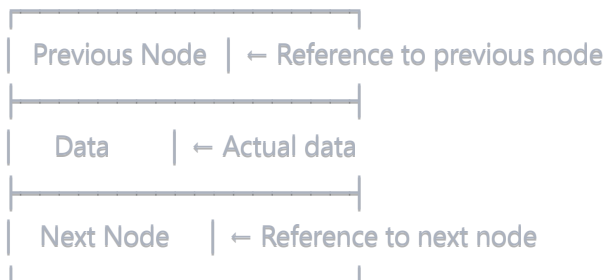 Previous Node | ← Reference to previous node
Data | ← Actual data
Next Node | ← Reference to next node